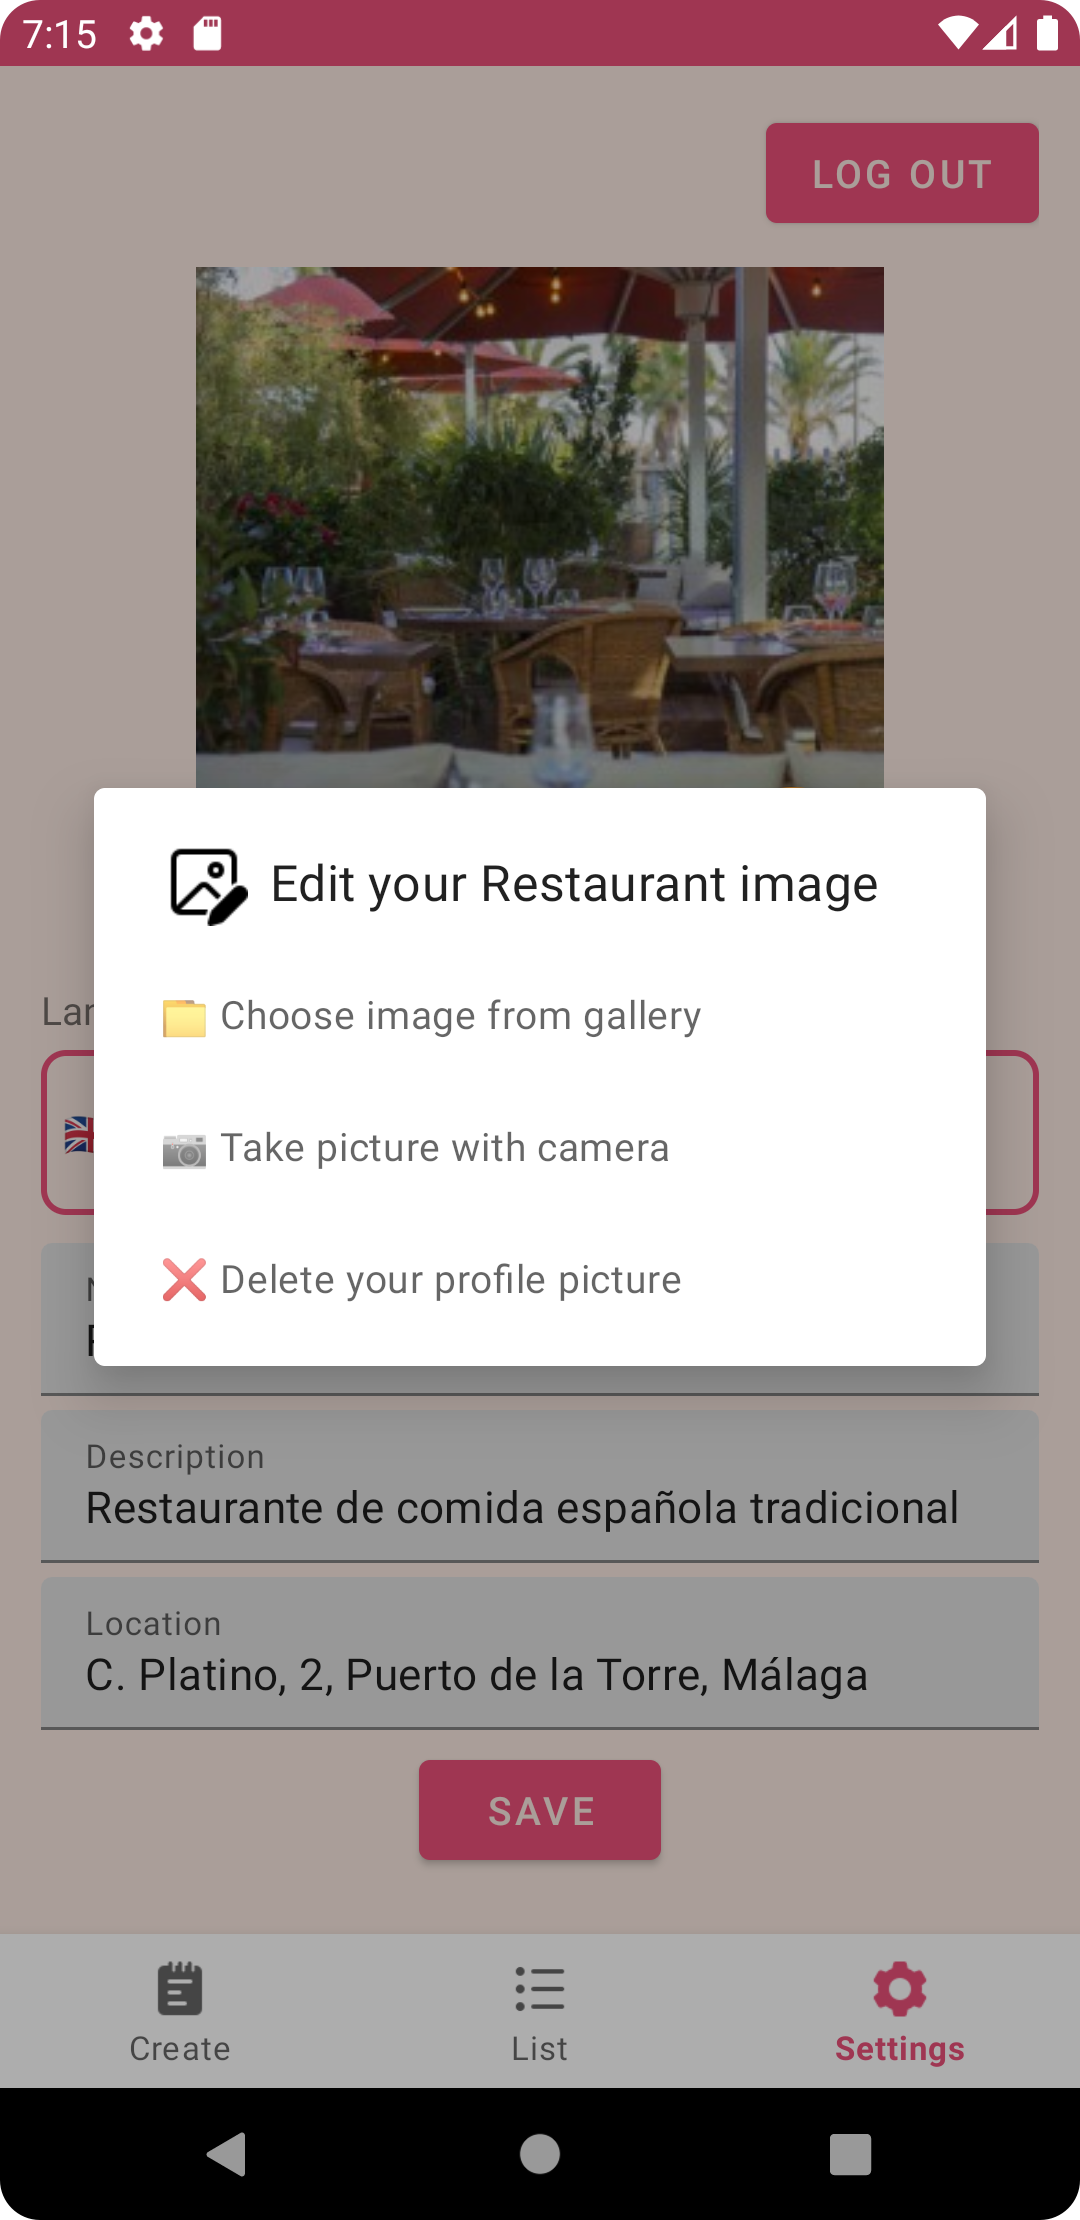 7:15
LOG OUT
Edit your Restaurant image
Choose image from gallery
Take picture with camera
Delete your profile picture
Description
Restaurante de comida española tradicional
Location
C. Platino, 2, Puerto de la Torre, Málaga
SAVE
Create
List
Settings